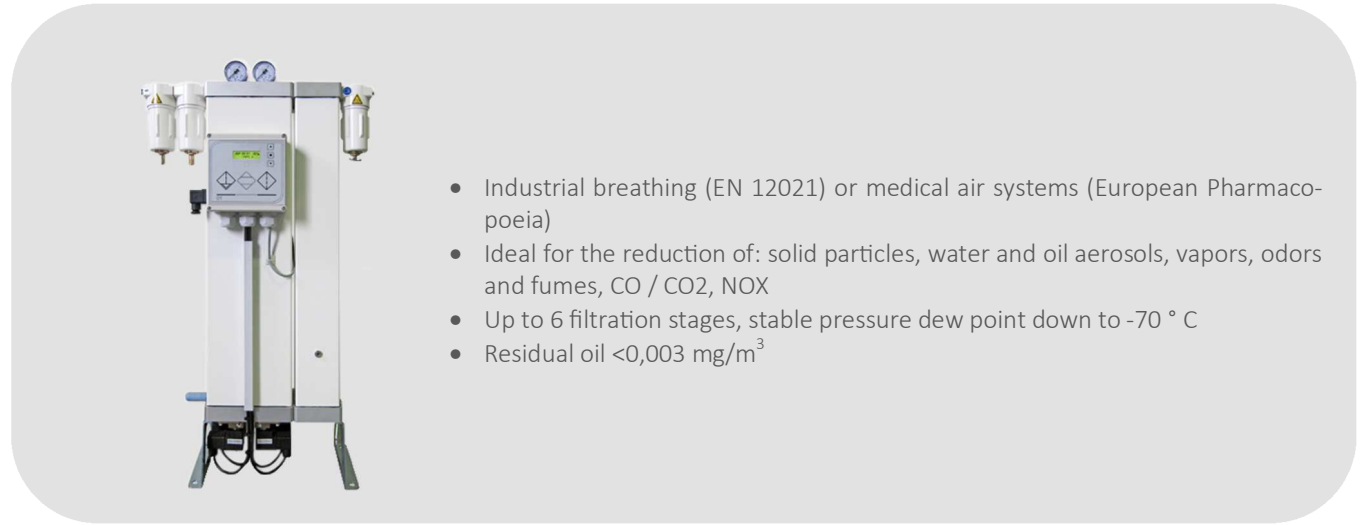 • Industrial breathing (EN 12021) or medical air systems (European Pharmaco-
poeia)
• Ideal for the reduction of: solid particles, water and oil aerosols, vapors, odors
and fumes, CO / CO2, NOX
• Up to 6 filtration stages, stable pressure dew point down to -70 ° C
• Residual oil <0,003 mg/m³